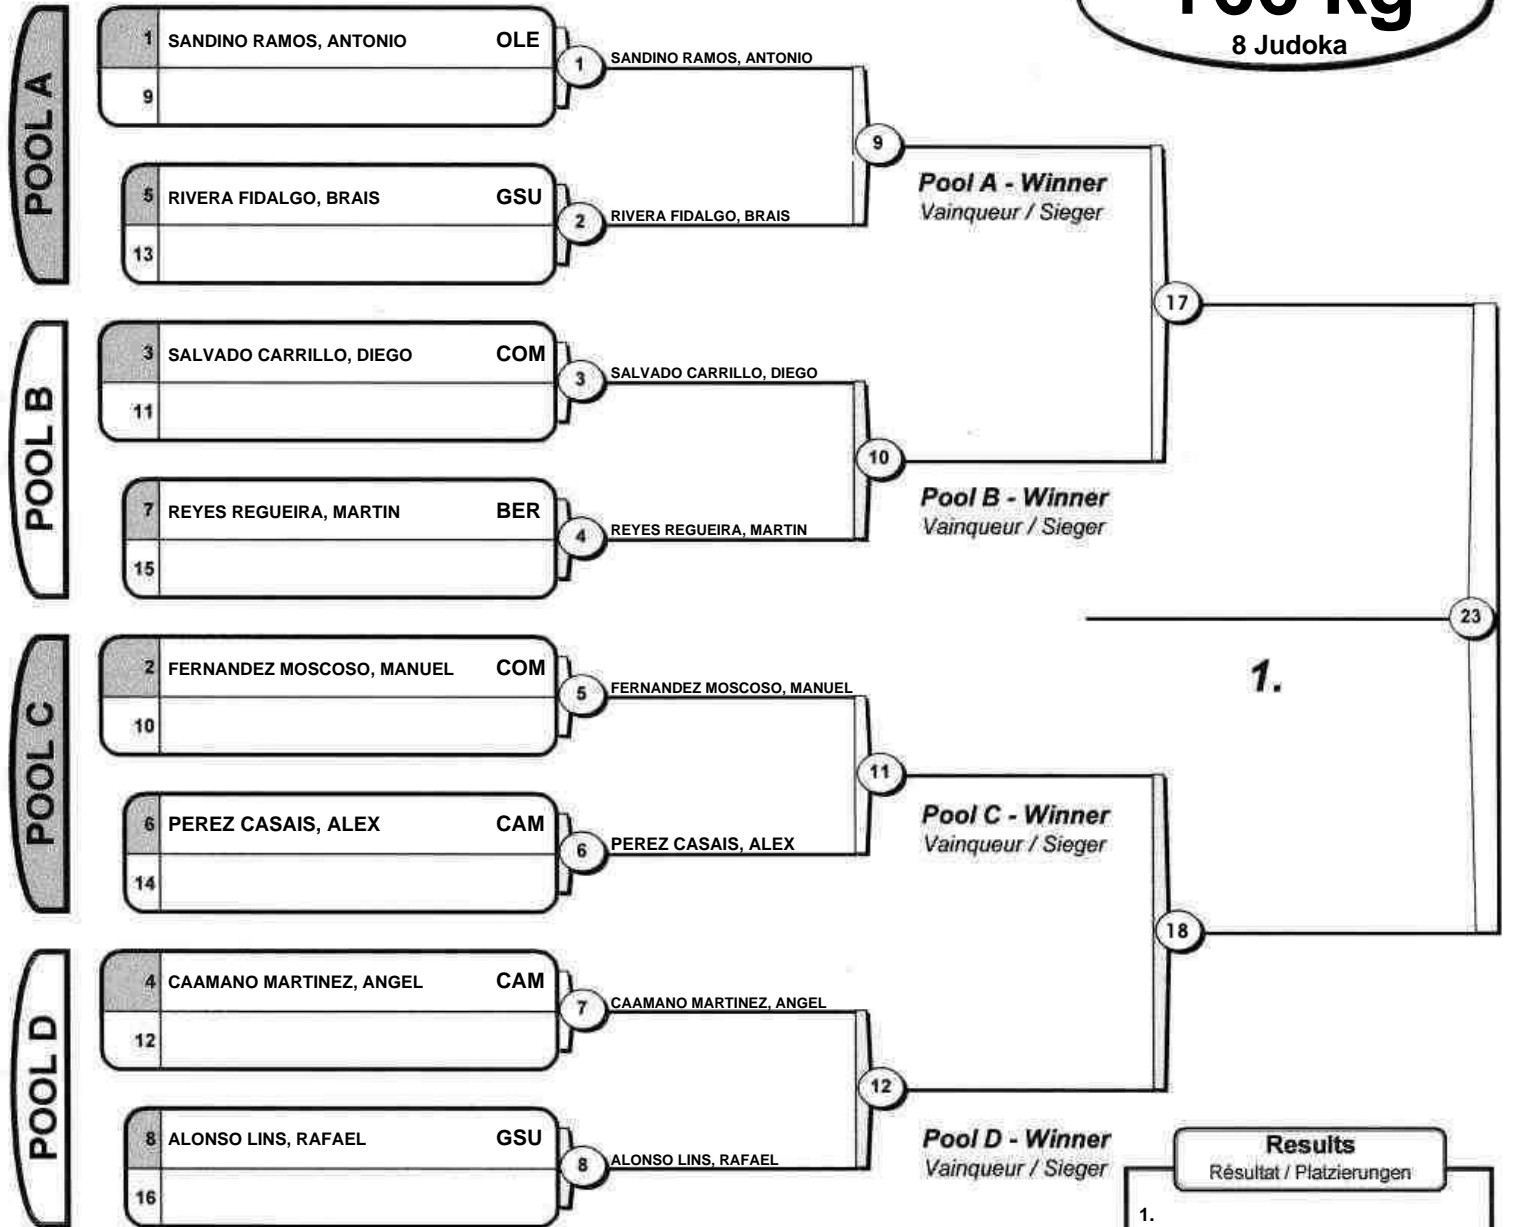 kg
8 Judoka
POOL A
1 SANDINO RAMOS, ANTONIO OLE
9
1
SANDINO RAMOS, ANTONIO
5 RIVERA FIDALGO, BRAIS GSU
13
2
RIVERA FIDALGO, BRAIS
9
Pool A - Winner
Vainqueur / Sieger
POOL B
3 SALVADO CARRILLO, DIEGO COM
11
3
SALVADO CARRILLO, DIEGO
7 REYES REGUEIRA, MARTIN BER
15
4
REYES REGUEIRA, MARTIN
10
Pool B - Winner
Vainqueur / Sieger
17
POOL C
2 FERNANDEZ MOSCOSO, MANUEL COM
10
5
FERNANDEZ MOSCOSO, MANUEL
6 PEREZ CASAIS, ALEX CAM
14
6
PEREZ CASAIS, ALEX
11
Pool C - Winner
Vainqueur / Sieger
POOL D
4 CAAMANO MARTINEZ, ANGEL CAM
12
7
CAAMANO MARTINEZ, ANGEL
8 ALONSO LINS, RAFAEL GSU
16
8
ALONSO LINS, RAFAEL
12
Pool D - Winner
Vainqueur / Sieger
18
23
1.
Results
Résultat / Platzierungen
1.